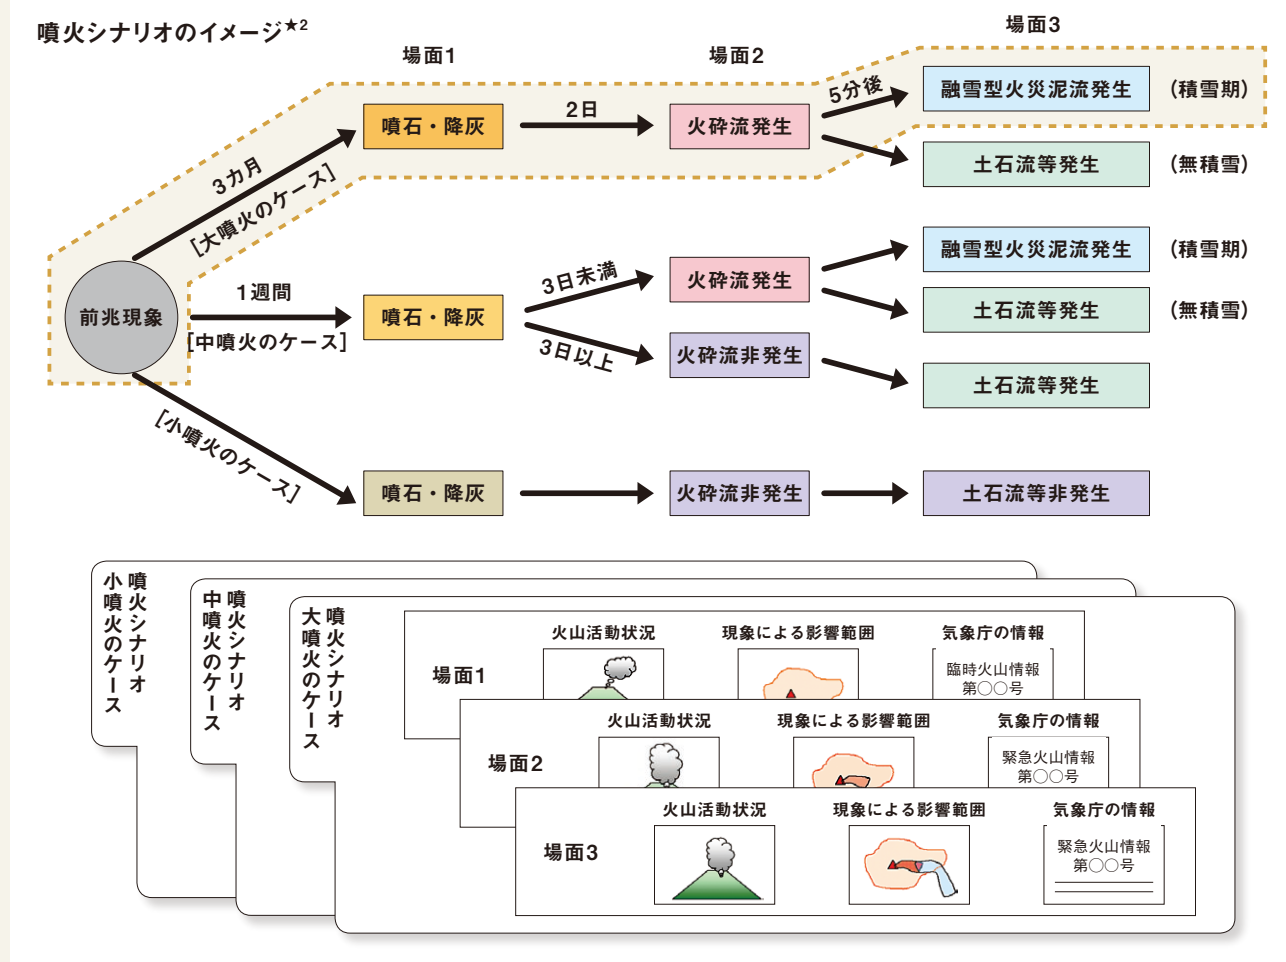 噴火シナリオのイメージ★2
場面1
場面2
場面3
噴石・降灰
2日
火砕流発生
5分後
融雪型火災泥流発生
(積雪期)
土石流等発生
(無積雪)
3カ月
[大噴火のケース]
前兆現象
1週間
[中噴火のケース]
噴石・降灰
3日未満
火砕流発生
融雪型火災泥流発生
(積雪期)
土石流等発生
(無積雪)
3日以上
火砕流非発生
土石流等発生
[小噴火のケース]
噴石・降灰
火砕流非発生
土石流等非発生
噴火シナリオ
小噴火のケース
噴火シナリオ
中噴火のケース
噴火シナリオ
大噴火のケース
場面1
火山活動状況
現象による影響範囲
気象庁の情報
臨時火山情報
第○○号
場面2
火山活動状況
現象による影響範囲
気象庁の情報
緊急火山情報
第○○号
場面3
火山活動状況
現象による影響範囲
気象庁の情報
緊急火山情報
第○○号